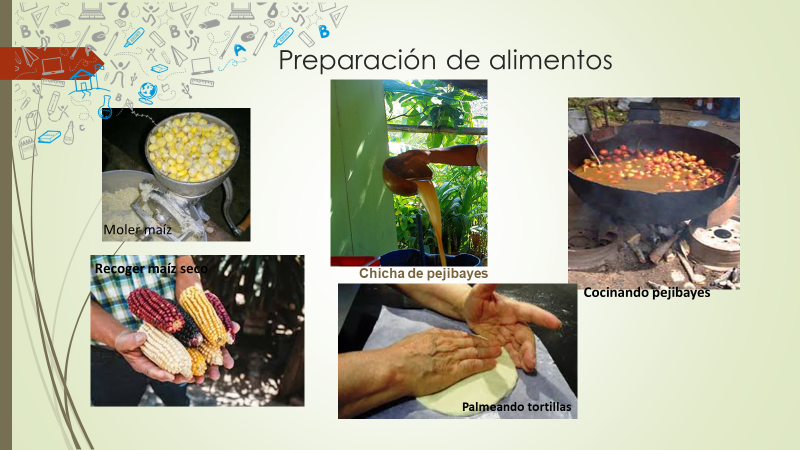 Preparación de alimentos
Moler maíz
Recoger maíz seco
Chicha de pejibayes
Cocinando pejibayes
Palmeando tortillas